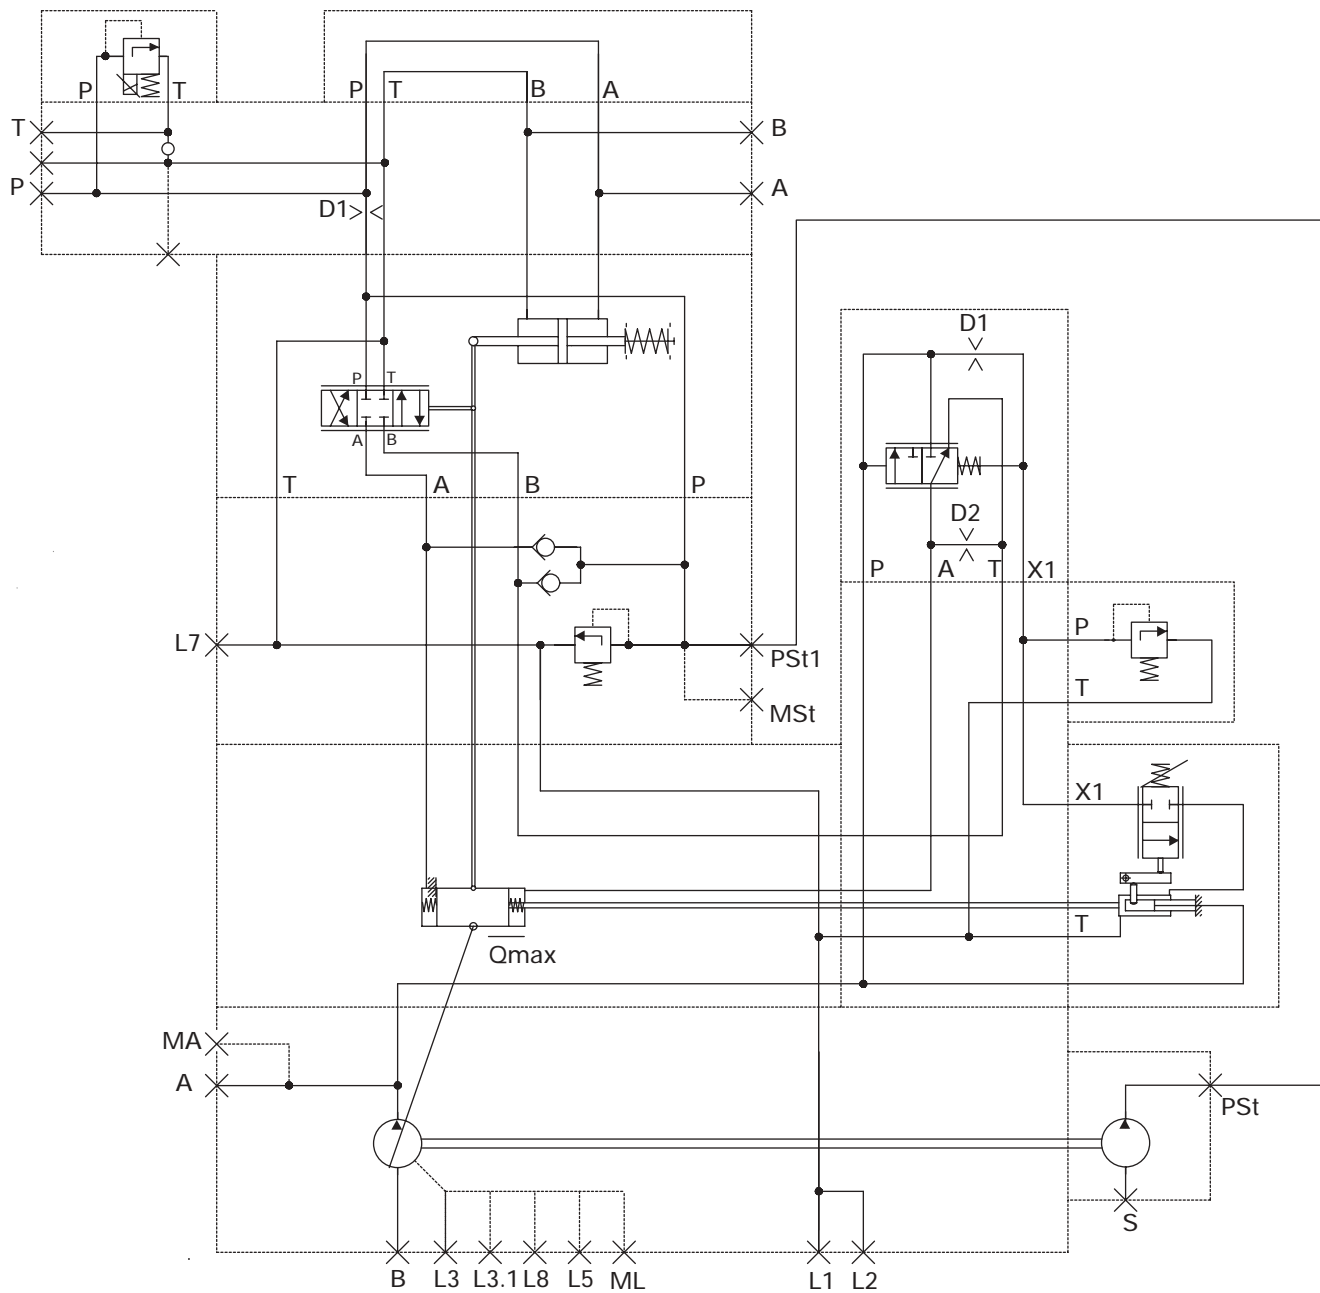 P T P T B A
T B
P A
D1
D1
P T
A B
D2
T A B P
P A T X1
P
L7 PSt1
T
MSt
X1
T
Qmax
MA
A
PSt
S
B L3 L3.1 L8 L5 ML L1 L2